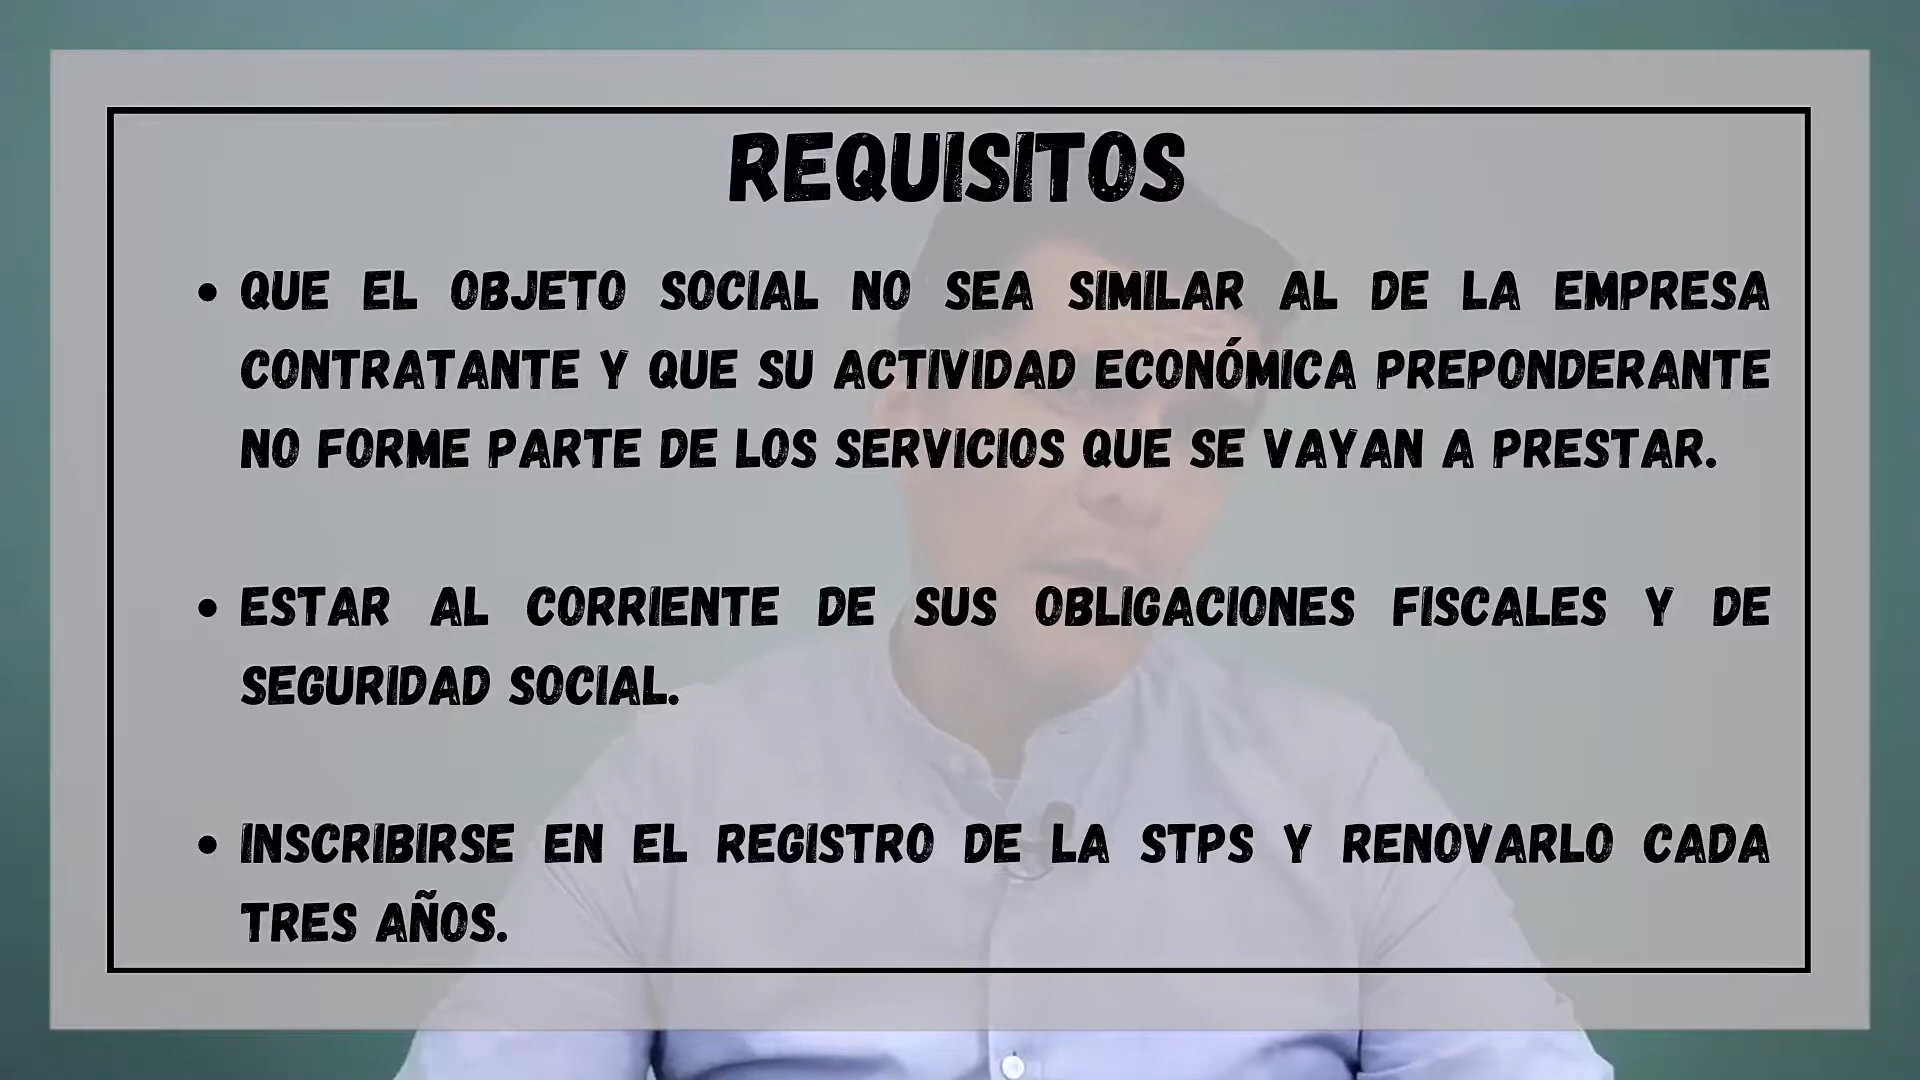 REQUISITOS
• QUE EL OBJETO SOCIAL NO SEA SIMILAR AL DE LA EMPRESA
CONTRATANTE Y QUE SU ACTIVIDAD ECONÓMICA PREPONDERANTE
NO FORME PARTE DE LOS SERVICIOS QUE SE VAYAN A PRESTAR.
• ESTAR AL CORRIENTE DE SUS OBLIGACIONES FISCALES Y DE
SEGURIDAD SOCIAL.
• INSCRIBIRSE EN EL REGISTRO DE LA STPS Y RENOVARLO CADA
TRES AÑOS.